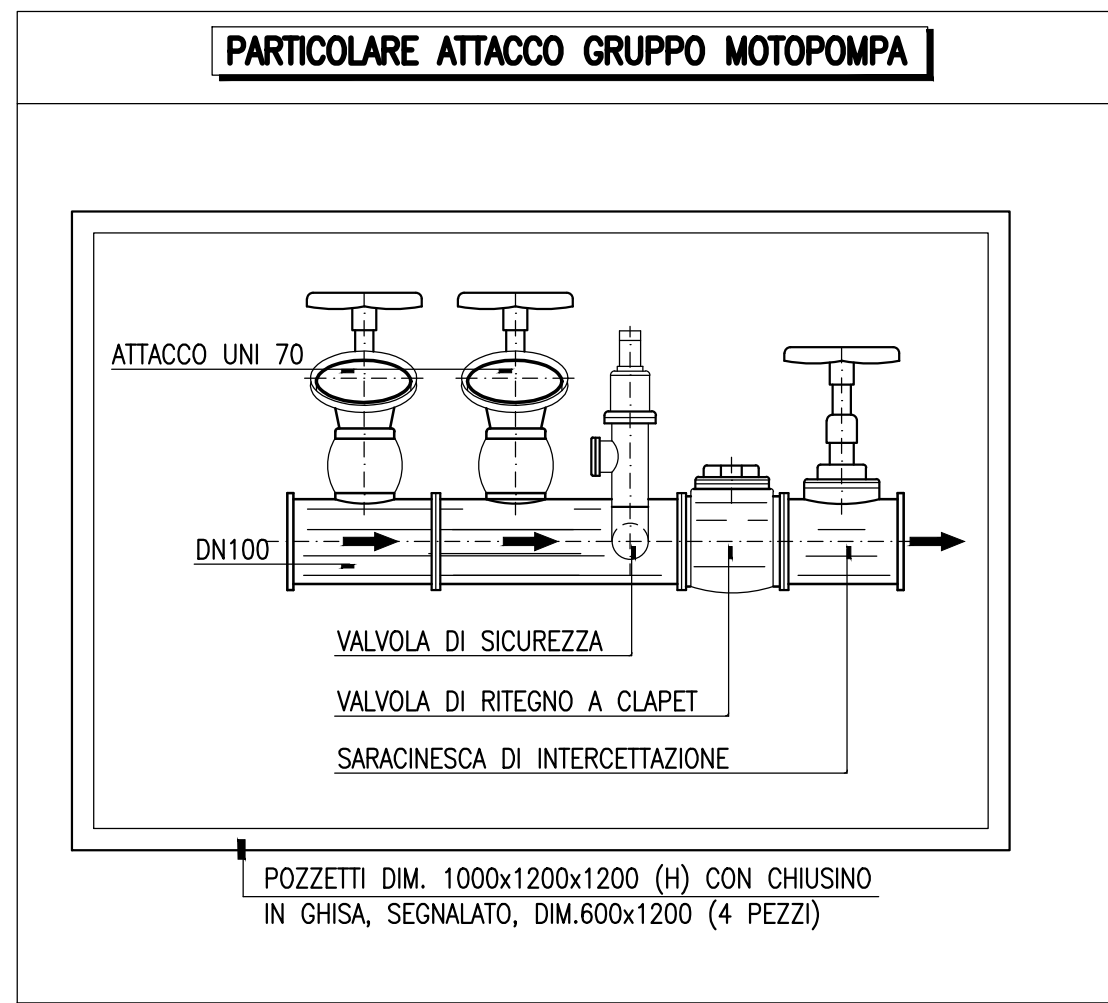 PARTICOLARE ATTACCO GRUPPO MOTOPOMPA
ATTACCO UNI 70
DN100
VALVOLA DI SICUREZZA
VALVOLA DI RITEGNO A CLAPET
SARACINESCA DI INTERCETTAZIONE
POZZETTI DIM. 1000x1200x1200 (H) CON CHIUSINO
IN GHISA, SEGNALATO, DIM.600x1200 (4 PEZZI)